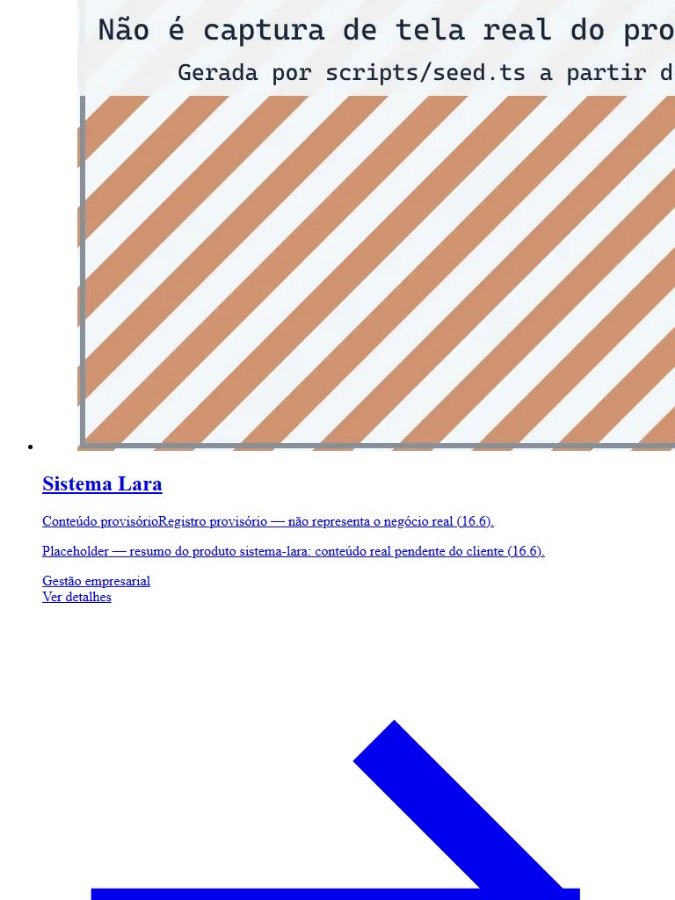 Não é captura de tela real do pro
Gerada por scripts/seed.ts a partir d
Sistema Lara
Conteúdo provisórioRegistro provisório — não representa o negócio real (16.6).
Placeholder — resumo do produto sistema-lara: conteúdo real pendente do cliente (16.6).
Gestão empresarial
Ver detalhes